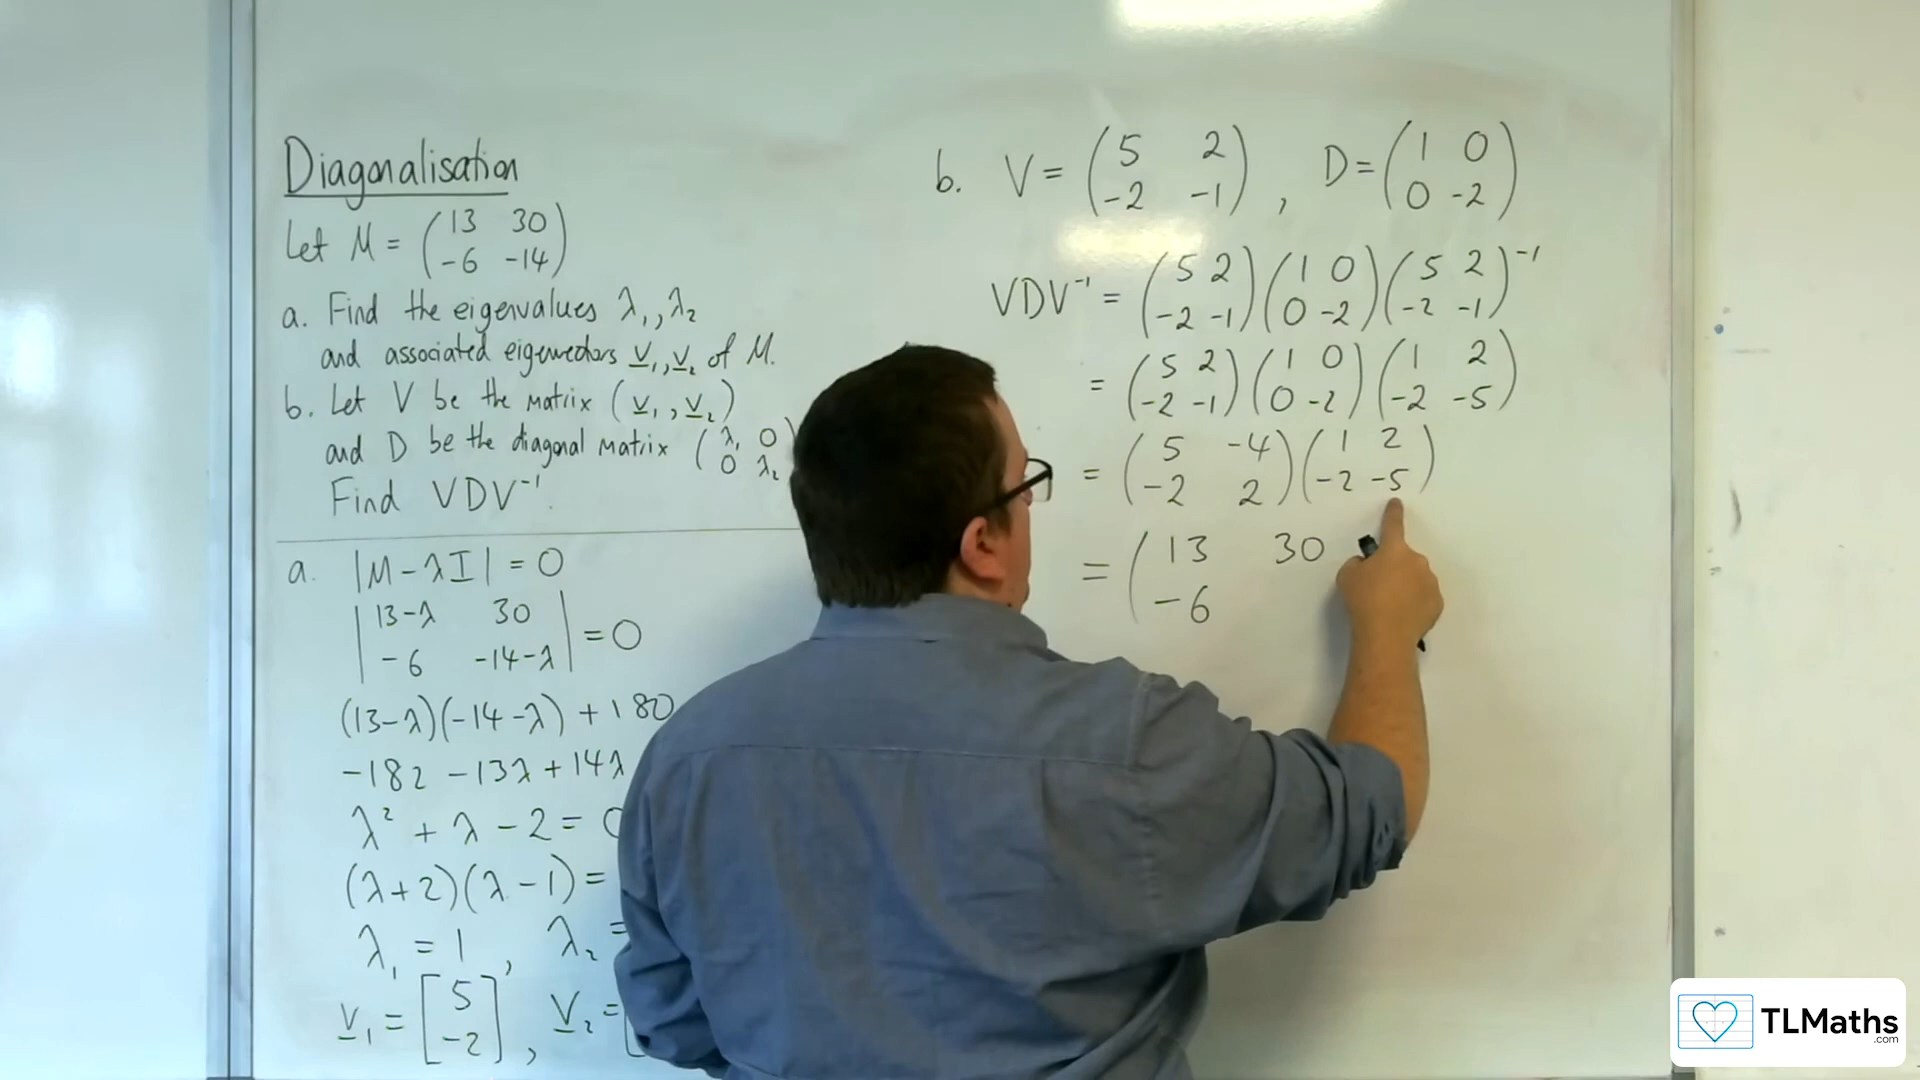 Diagonalisation
Let M = (13 30
-6 -14)
a. Find the eigenvalues λ₁, λ₂
and associated eigenvectors v₁, v₂ of M.
b. Let V be the matrix (v₁, v₂)
and D be the diagonal matrix (λ₁ 0
0 λ₂
Find VDV⁻¹.
a. |M - λI| = 0
|13-λ 30
-6 -14-λ| = 0
(13-λ)(-14-λ) + 180
-182 - 13λ + 14λ
λ² + λ - 2 = 0
(λ+2)(λ-1) =
λ₁ = 1, λ₂ =
v₁ = [5
-2], v₂ = [
b. V = (5 2
-2 -1), D = (1 0
0 -2)
VDV⁻¹ = (5 2
-2 -1)(1 0
0 -2)(5 2
-2 -1)⁻¹
= (5 2
-2 -1)(1 0
0 -2)(1 2
-2 -5)
= (5 -4
-2 2)(1 2
-2 -5)
= (13 30
-6
TLMaths
.com